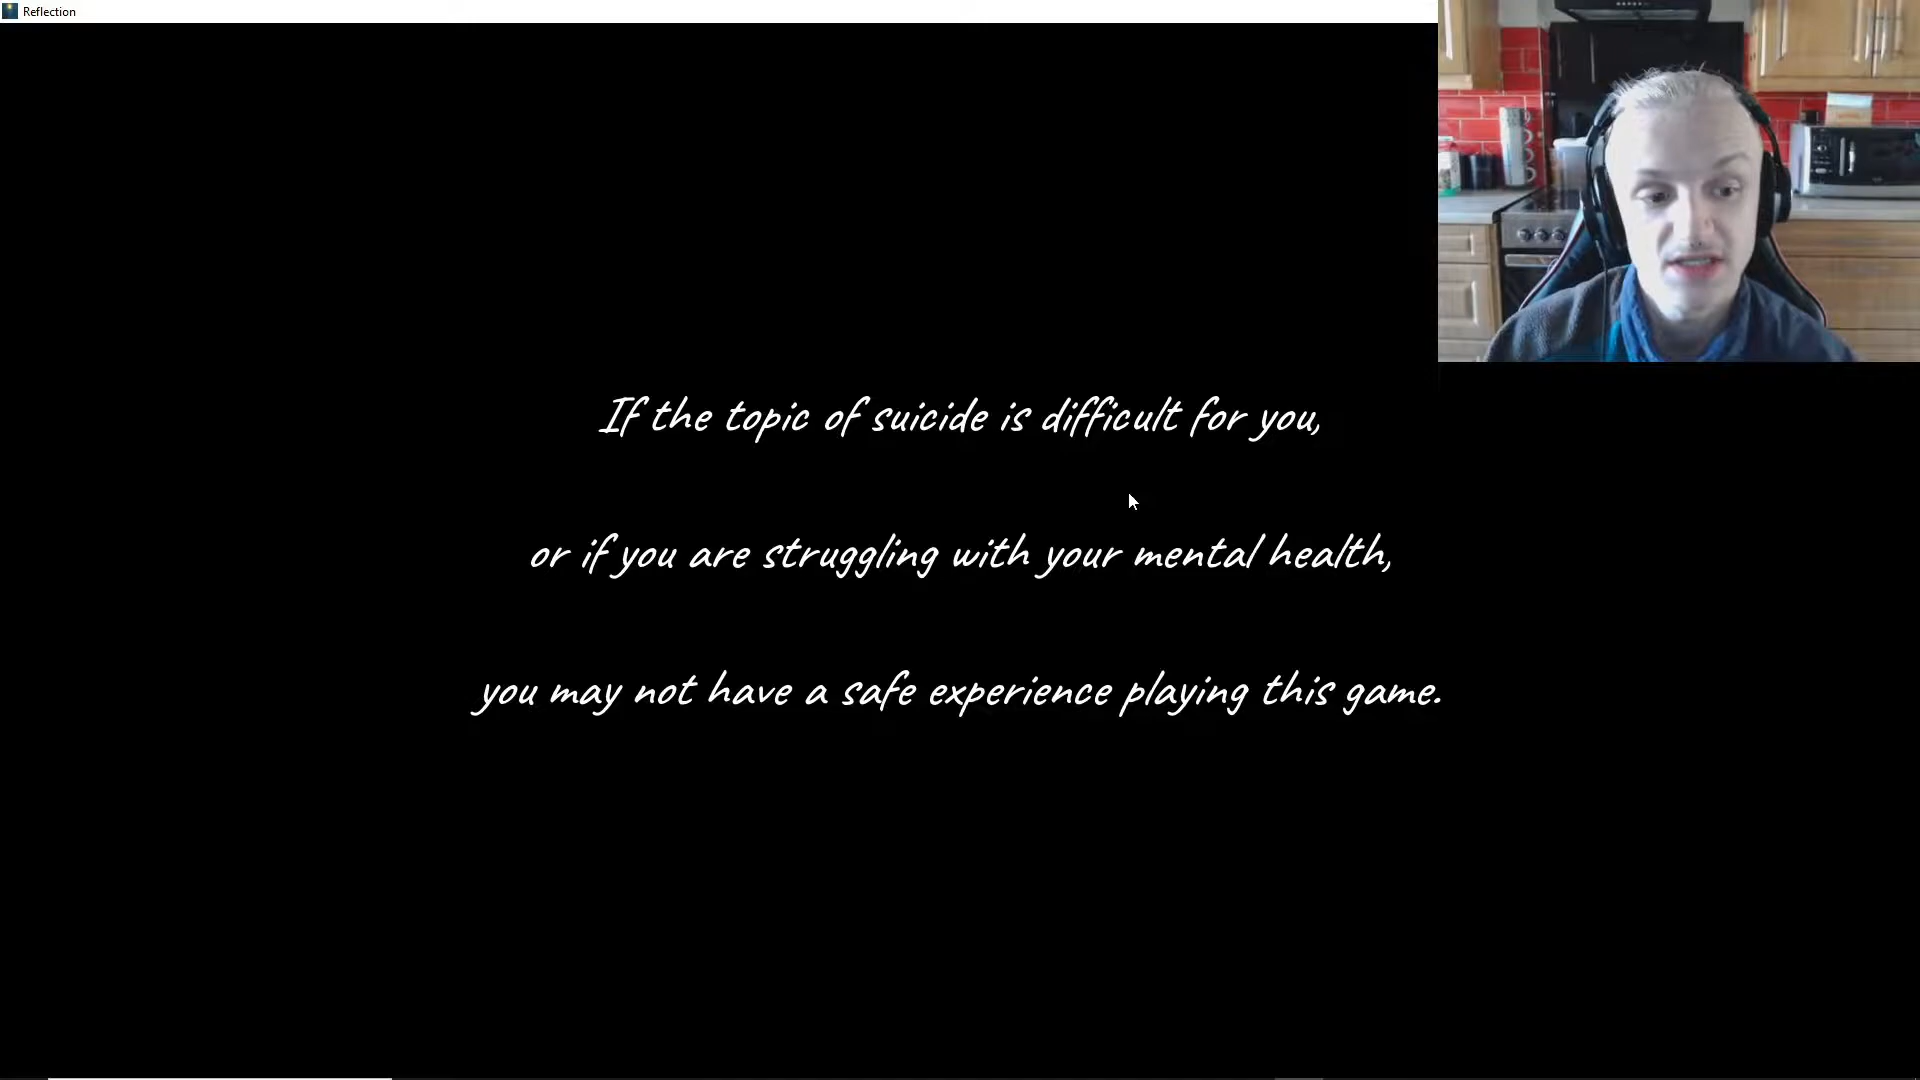 Reflection
If the topic of suicide is difficult for you,
or if you are struggling with your mental health,
you may not have a safe experience playing this game.